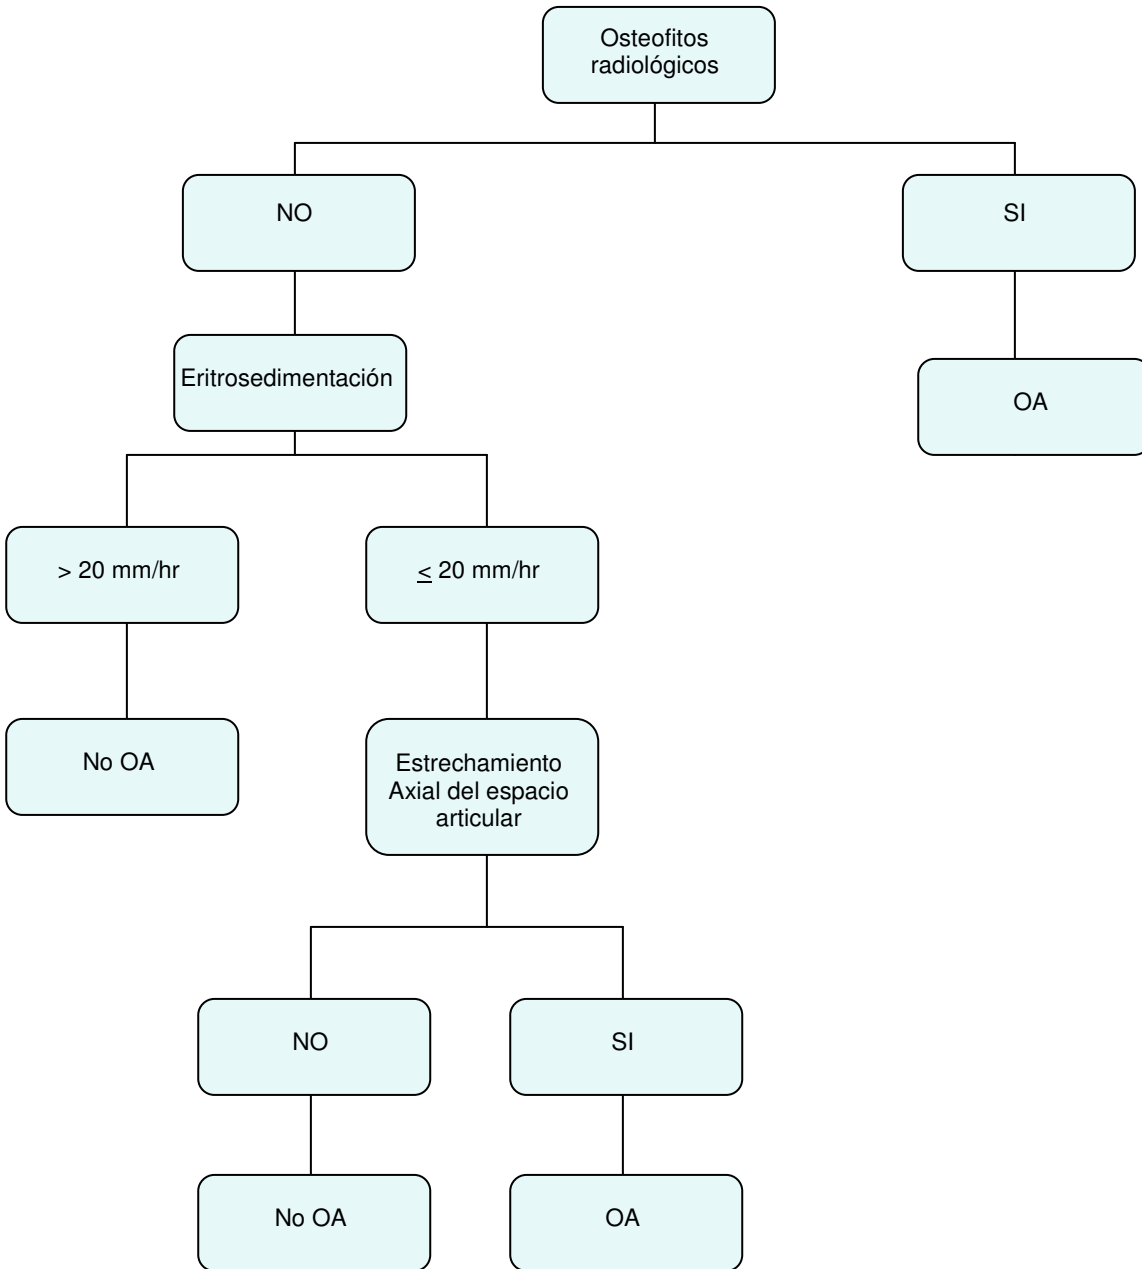 Osteofitos
radiológicos
NO
SI
Eritrosedimentación
OA
> 20 mm/hr
≤ 20 mm/hr
No OA
Estrechamiento
Axial del espacio
articular
NO
SI
No OA
OA